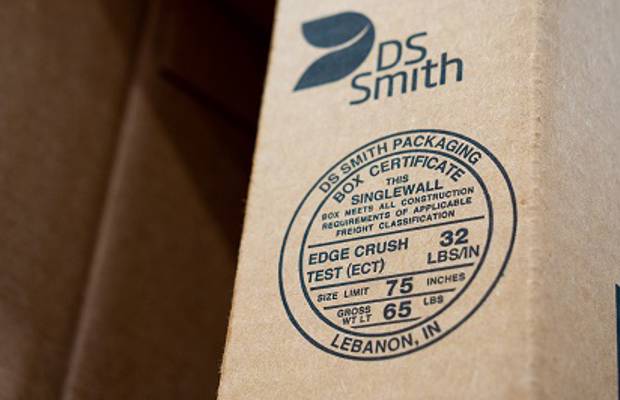 DS
Smith
DS SMITH PACKAGING
BOX CERTIFICATE
THIS
SINGLEWALL
BOX MEETS ALL CONSTRUCTION
REQUIREMENTS OF APPLICABLE
FREIGHT CLASSIFICATION
EDGE CRUSH 32
TEST (ECT) LBS/IN
SIZE LIMIT 75 INCHES
GROSS
WT LT 65 LBS
LEBANON, IN